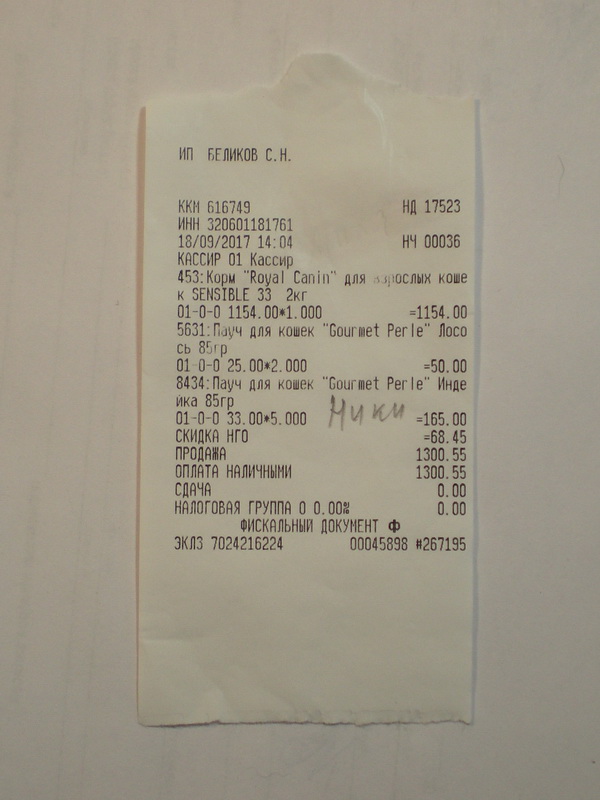 ИП БЕЛИКОВ С.Н.
ККМ 616749 НД 17523
ИНН 320601181761
18/09/2017 14:04 НЧ 00036
КАССИР 01 Кассир
453:Корм "Royal Canin" для взрослых коше
к SENSIBLE 33 2кг
01-0-0 1154.00*1.000 =1154.00
5631:Пауч для кошек "Gourmet Perle" Лосо
сь 85гр
01-0-0 25.00*2.000 =50.00
8434:Пауч для кошек "Gourmet Perle" Инде
йка 85гр
01-0-0 33.00*5.000 =165.00
Ники
СКИДКА НГО =68.45
ПРОДАЖА 1300.55
ОПЛАТА НАЛИЧНЫМИ 1300.55
СДАЧА 0.00
НАЛОГОВАЯ ГРУППА 0 0.00% 0.00
ФИСКАЛЬНЫЙ ДОКУМЕНТ Ф
ЭКЛЗ 7024216224 00045898 #267195